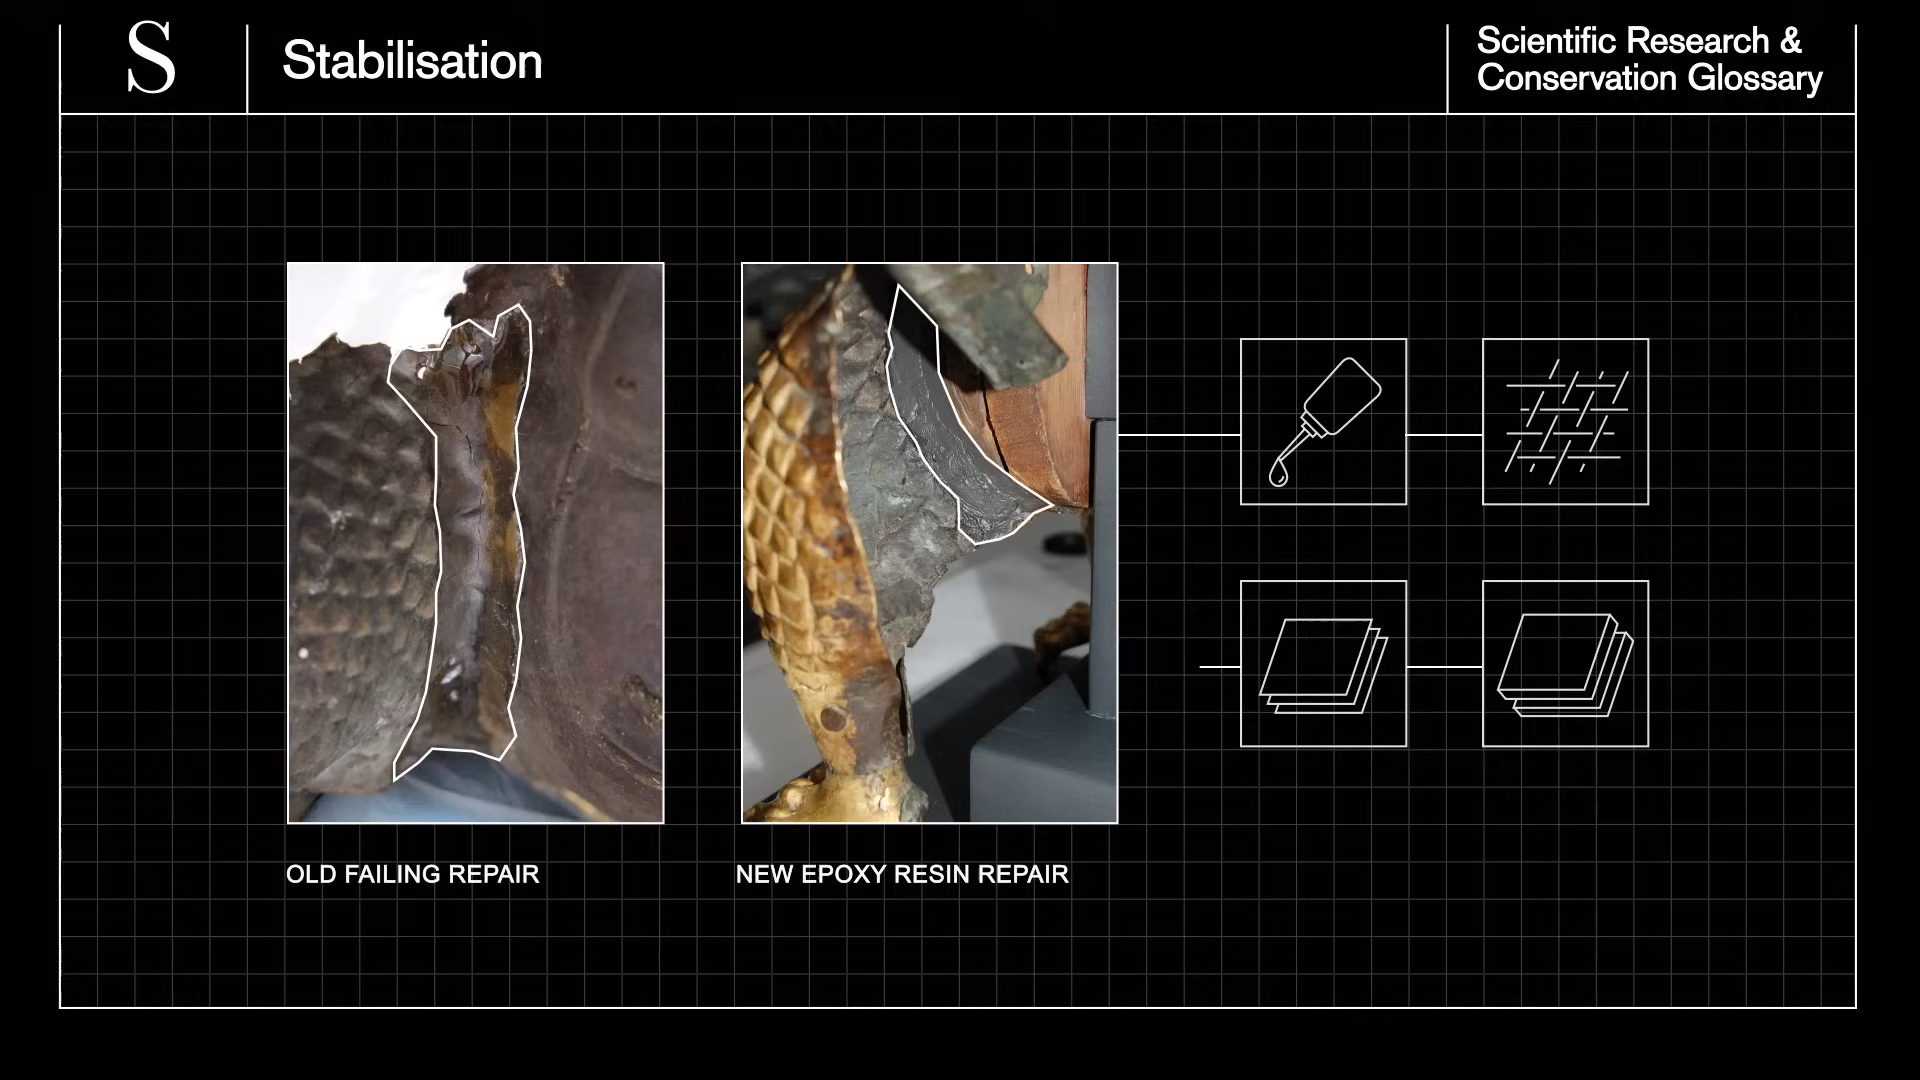 S
Stabilisation
Scientific Research &
Conservation Glossary
OLD FAILING REPAIR
NEW EPOXY RESIN REPAIR